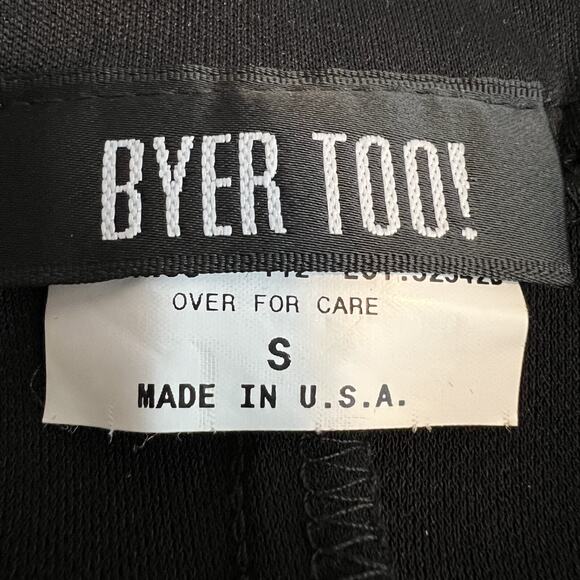 BYER TOO!
OVER FOR CARE
S
MADE IN U.S.A.